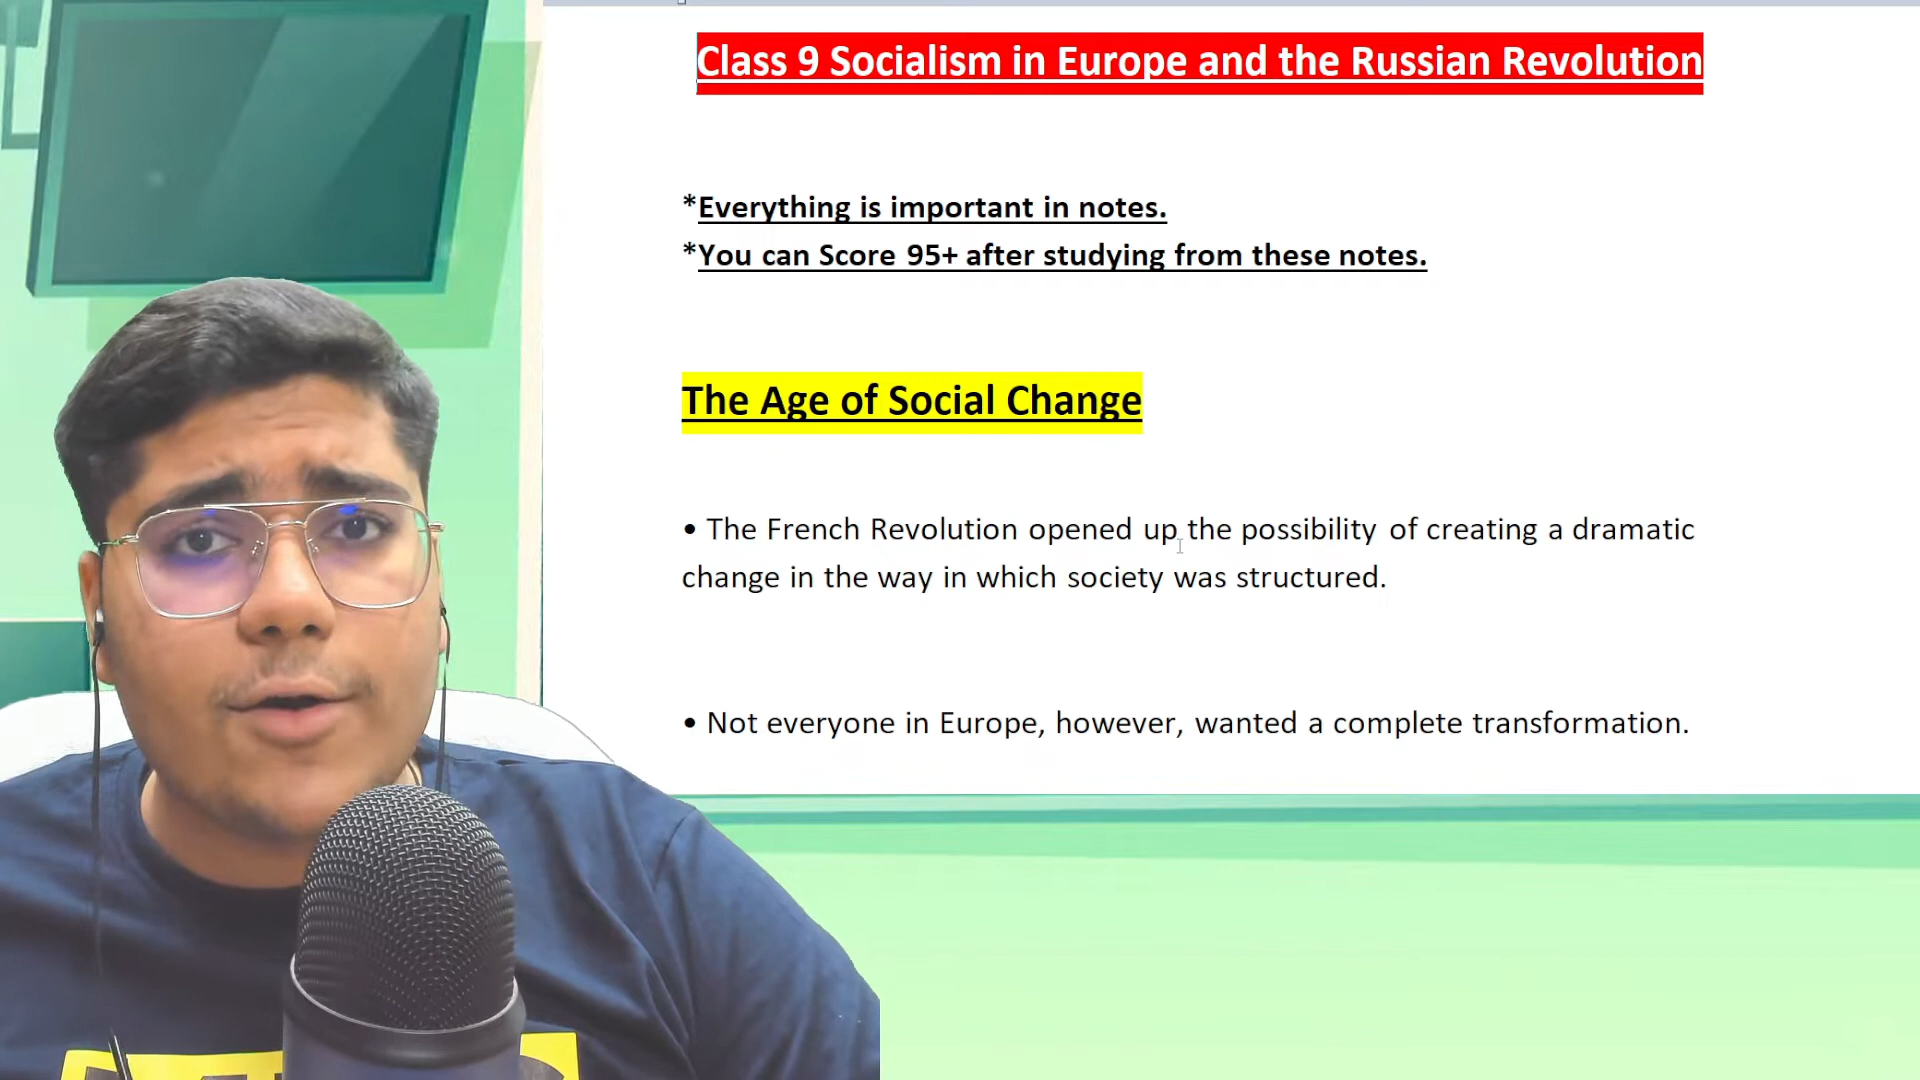 Class 9 Socialism in Europe and the Russian Revolution
*Everything is important in notes.
*You can Score 95+ after studying from these notes.
The Age of Social Change
• The French Revolution opened up the possibility of creating a dramatic
change in the way in which society was structured.
• Not everyone in Europe, however, wanted a complete transformation.